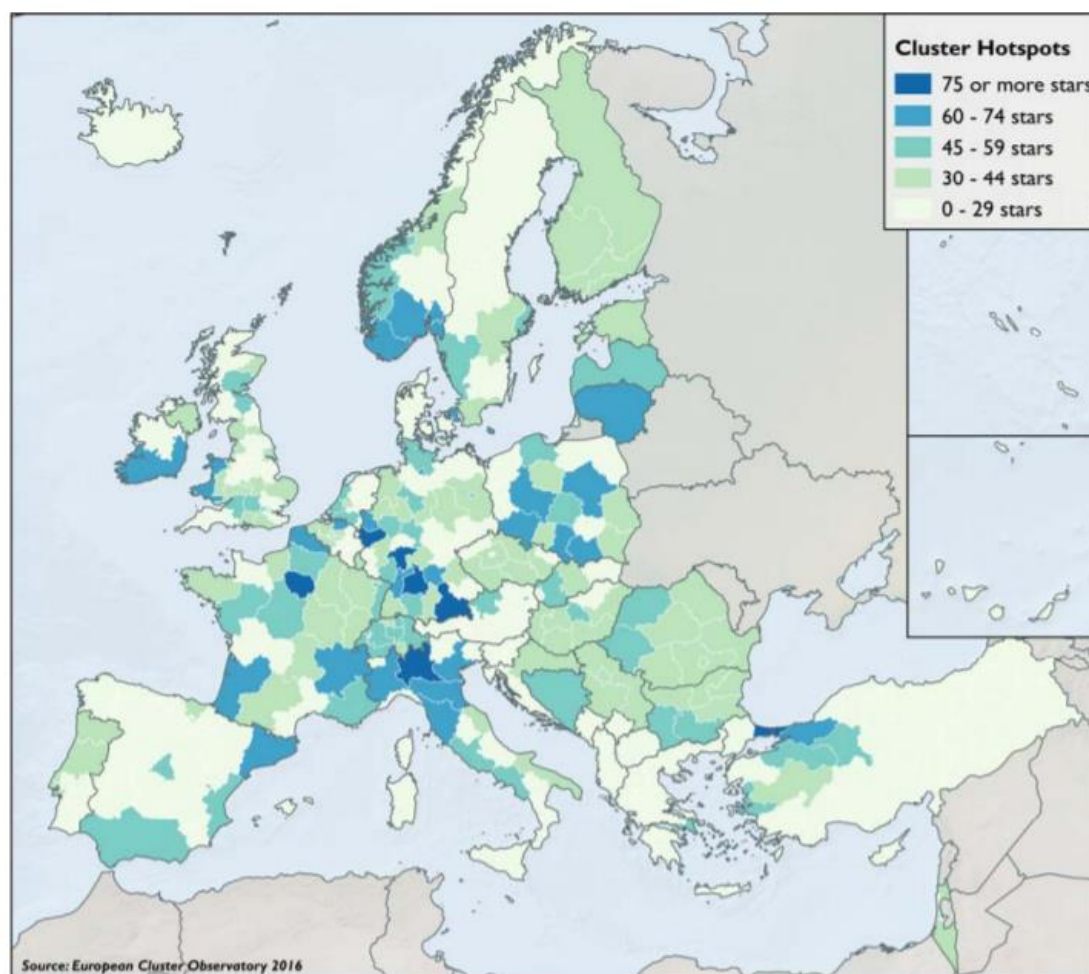 Cluster Hotspots
75 or more stars
60 - 74 stars
45 - 59 stars
30 - 44 stars
0 - 29 stars
Source: European Cluster Observatory 2016